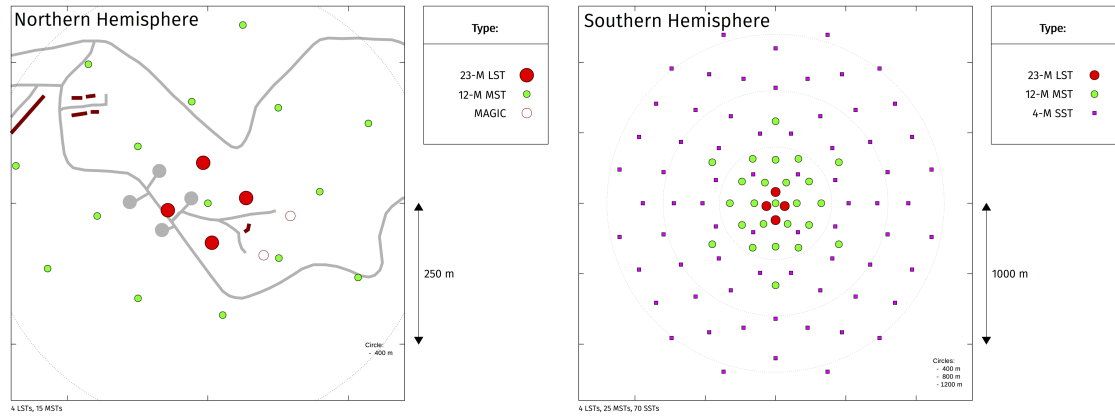 Northern Hemisphere
Type:
23-M LST
12-M MST
MAGIC
250 m
Circle:
- 400 m
4 LSTs, 15 MSTs
Southern Hemisphere
Type:
23-M LST
12-M MST
4-M SST
1000 m
Circles:
- 400 m
- 800 m
- 1200 m
4 LSTs, 25 MSTs, 70 SSTs